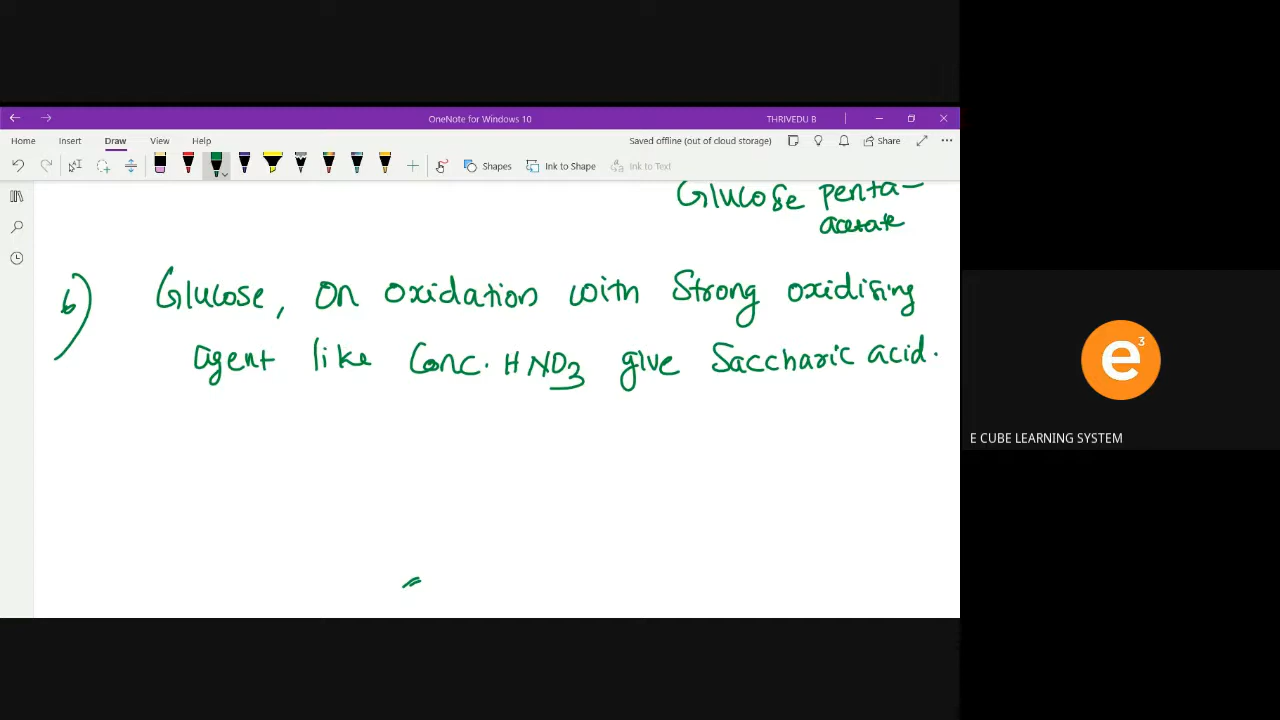 OneNote for Windows 10
THRIVEDU B
Home Insert Draw View Help
Saved offline (out of cloud storage)
Share
Shapes
Ink to Shape
Ink to Text
Glucose penta-
acetate
6) Glucose, on oxidation with strong oxidising
agent like Conc. HNO3 give Saccharic acid.
e3
E CUBE LEARNING SYSTEM